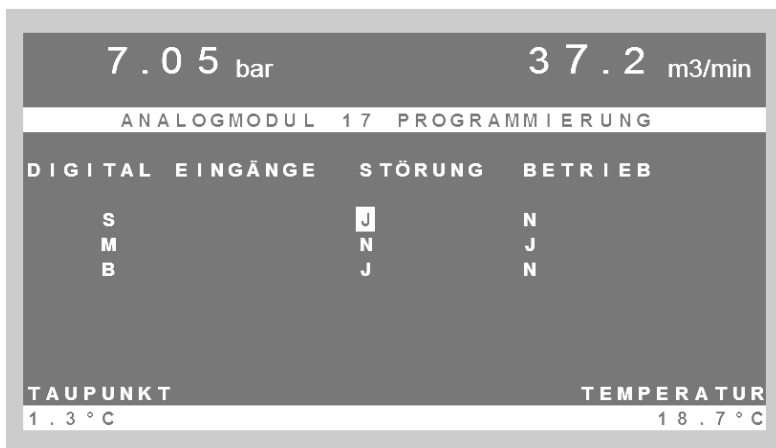 7.05 bar 37.2 m3/min
ANALOGMODUL 17 PROGRAMMIERUNG
DIGITAL EINGÄNGE STÖRUNG BETRIEB
S J N
M N J
B J N
TAUPUNKT TEMPERATUR
1.3°C 18.7°C